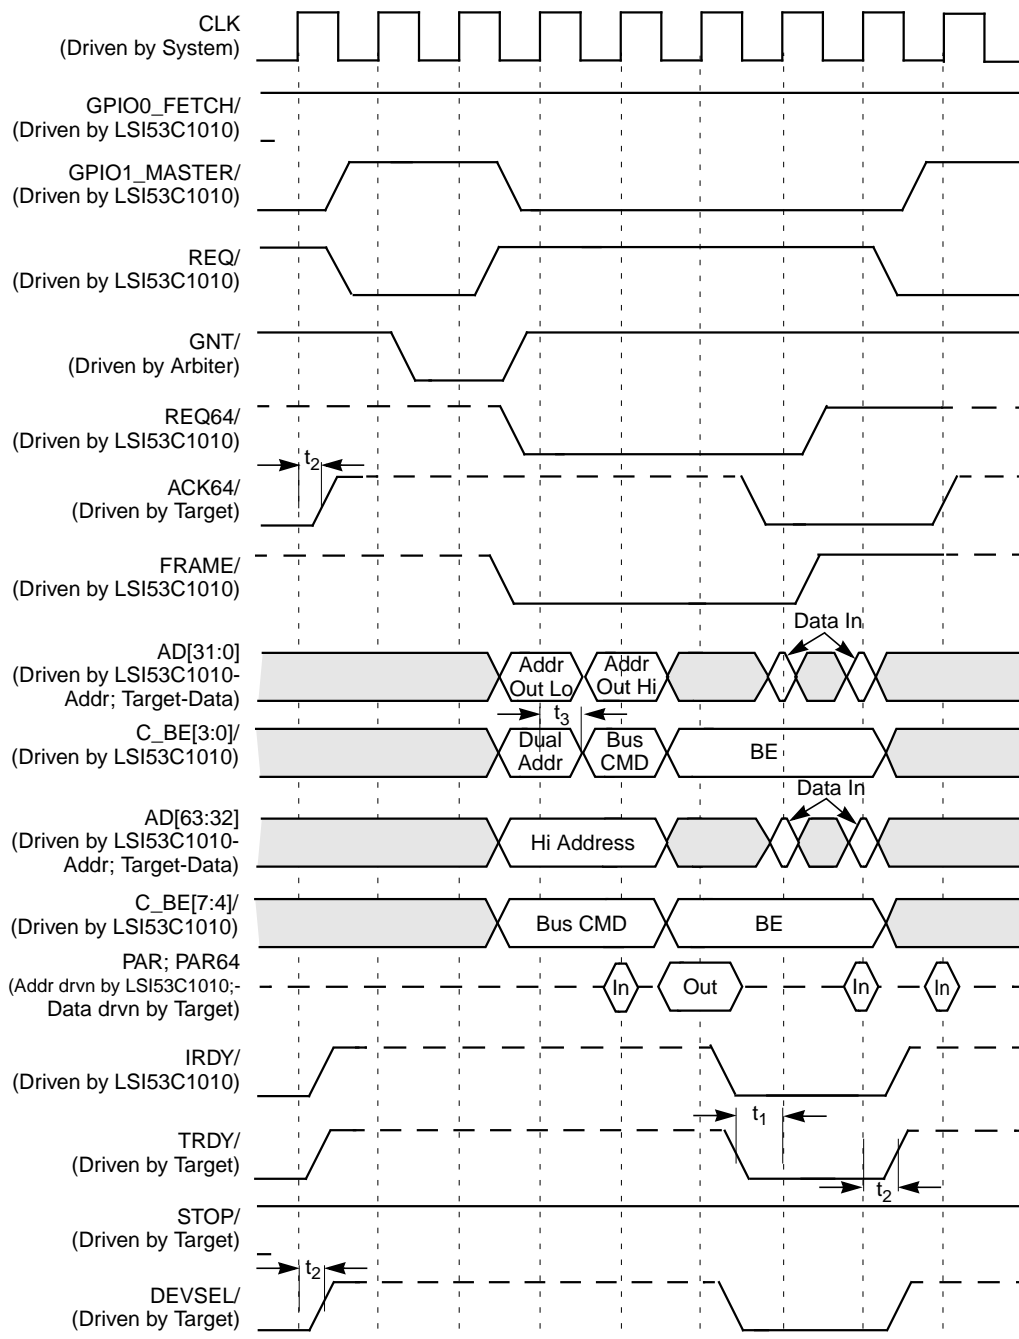 CLK
(Driven by System)
GPIO0_FETCH/
(Driven by LSI53C1010)
GPIO1_MASTER/
(Driven by LSI53C1010)
REQ/
(Driven by LSI53C1010)
GNT/
(Driven by Arbiter)
REQ64/
(Driven by LSI53C1010)
t2
ACK64/
(Driven by Target)
FRAME/
(Driven by LSI53C1010)
Data In
AD[31:0]
(Driven by LSI53C1010-
Addr; Target-Data)
Addr
Out Lo
Addr
Out Hi
t3
C_BE[3:0]/
(Driven by LSI53C1010)
Dual
Addr
Bus
CMD
BE
Data In
AD[63:32]
(Driven by LSI53C1010-
Addr; Target-Data)
Hi Address
C_BE[7:4]/
(Driven by LSI53C1010)
Bus CMD
BE
PAR; PAR64
(Addr drvn by LSI53C1010;-
Data drvn by Target)
In
Out
In
In
IRDY/
(Driven by LSI53C1010)
t1
TRDY/
(Driven by Target)
t2
STOP/
(Driven by Target)
t2
DEVSEL/
(Driven by Target)